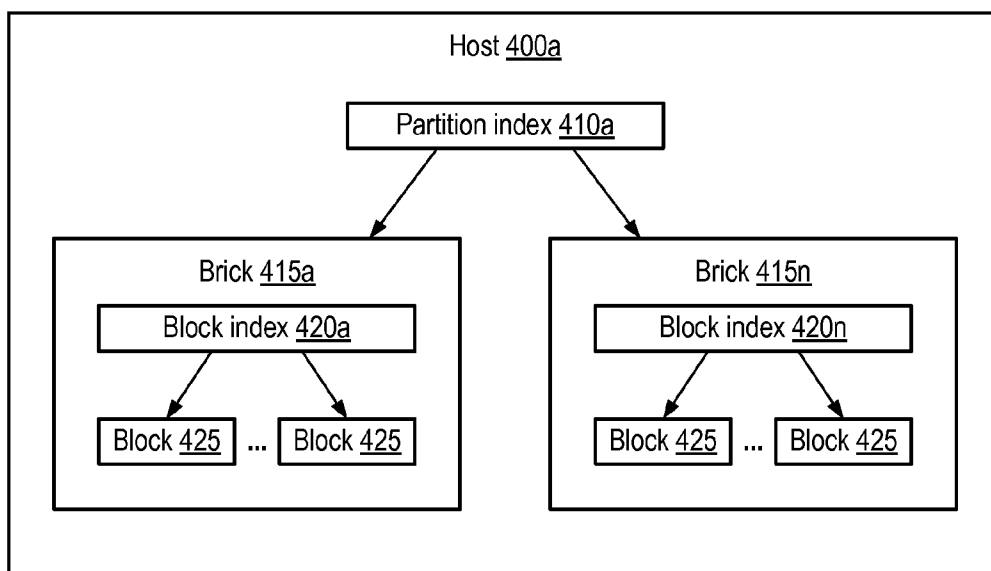 Host 400a
Partition index 410a
Brick 415a
Brick 415n
Block index 420a
Block index 420n
Block 425 ... Block 425
Block 425 ... Block 425